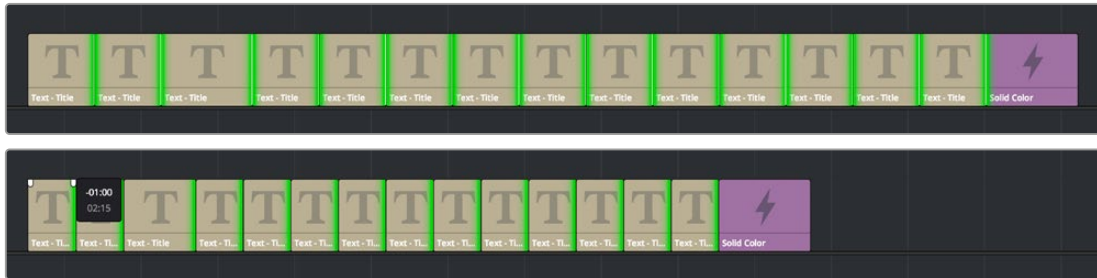 Text - Title Text - Title Text - Title Text - Title Text - Title Text - Title Text - Title Text - Title Text - Title Text - Title Text - Title Text - Title Text - Title Text - Title Solid Color
-01:00
02:15
Text - Ti... Text - Ti... Text - Title Text - Ti... Text - Ti... Text - Ti... Text - Ti... Text - Ti... Text - Ti... Text - Ti... Text - Ti... Text - Ti... Text - Ti... Text - Ti... Solid Color